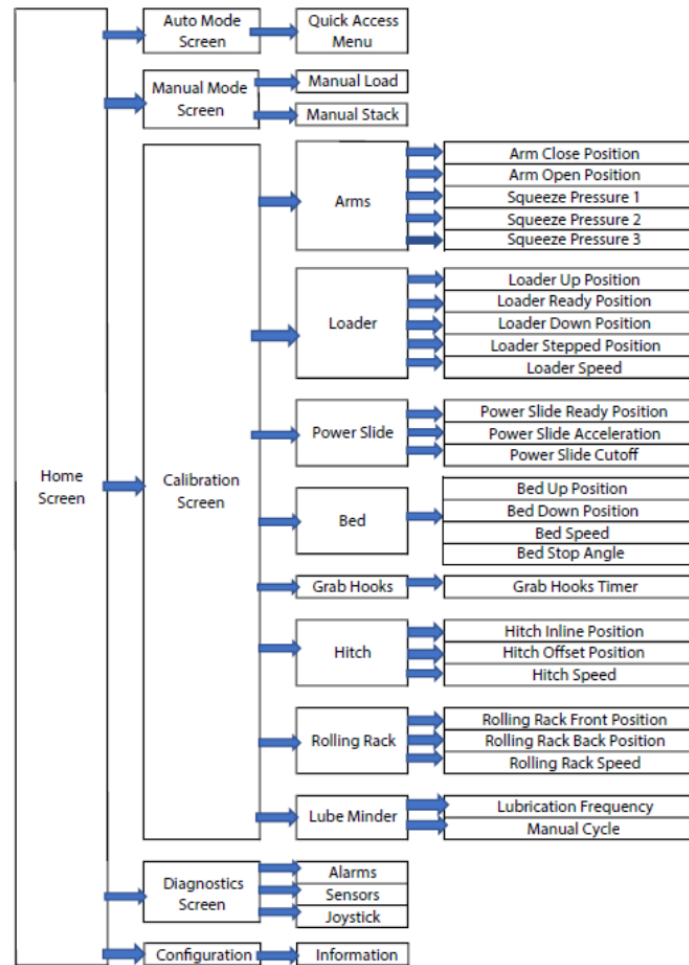 Home
Screen
Auto Mode
Screen
Quick Access
Menu
Manual Mode
Screen
Manual Load
Manual Stack
Calibration
Screen
Arms
Arm Close Position
Arm Open Position
Squeeze Pressure 1
Squeeze Pressure 2
Squeeze Pressure 3
Loader
Loader Up Position
Loader Ready Position
Loader Down Position
Loader Stepped Position
Loader Speed
Power Slide
Power Slide Ready Position
Power Slide Acceleration
Power Slide Cutoff
Bed
Bed Up Position
Bed Down Position
Bed Speed
Bed Stop Angle
Grab Hooks
Grab Hooks Timer
Hitch
Hitch Inline Position
Hitch Offset Position
Hitch Speed
Rolling Rack
Rolling Rack Front Position
Rolling Rack Back Position
Rolling Rack Speed
Lube Minder
Lubrication Frequency
Manual Cycle
Diagnostics
Screen
Alarms
Sensors
Joystick
Configuration
Information